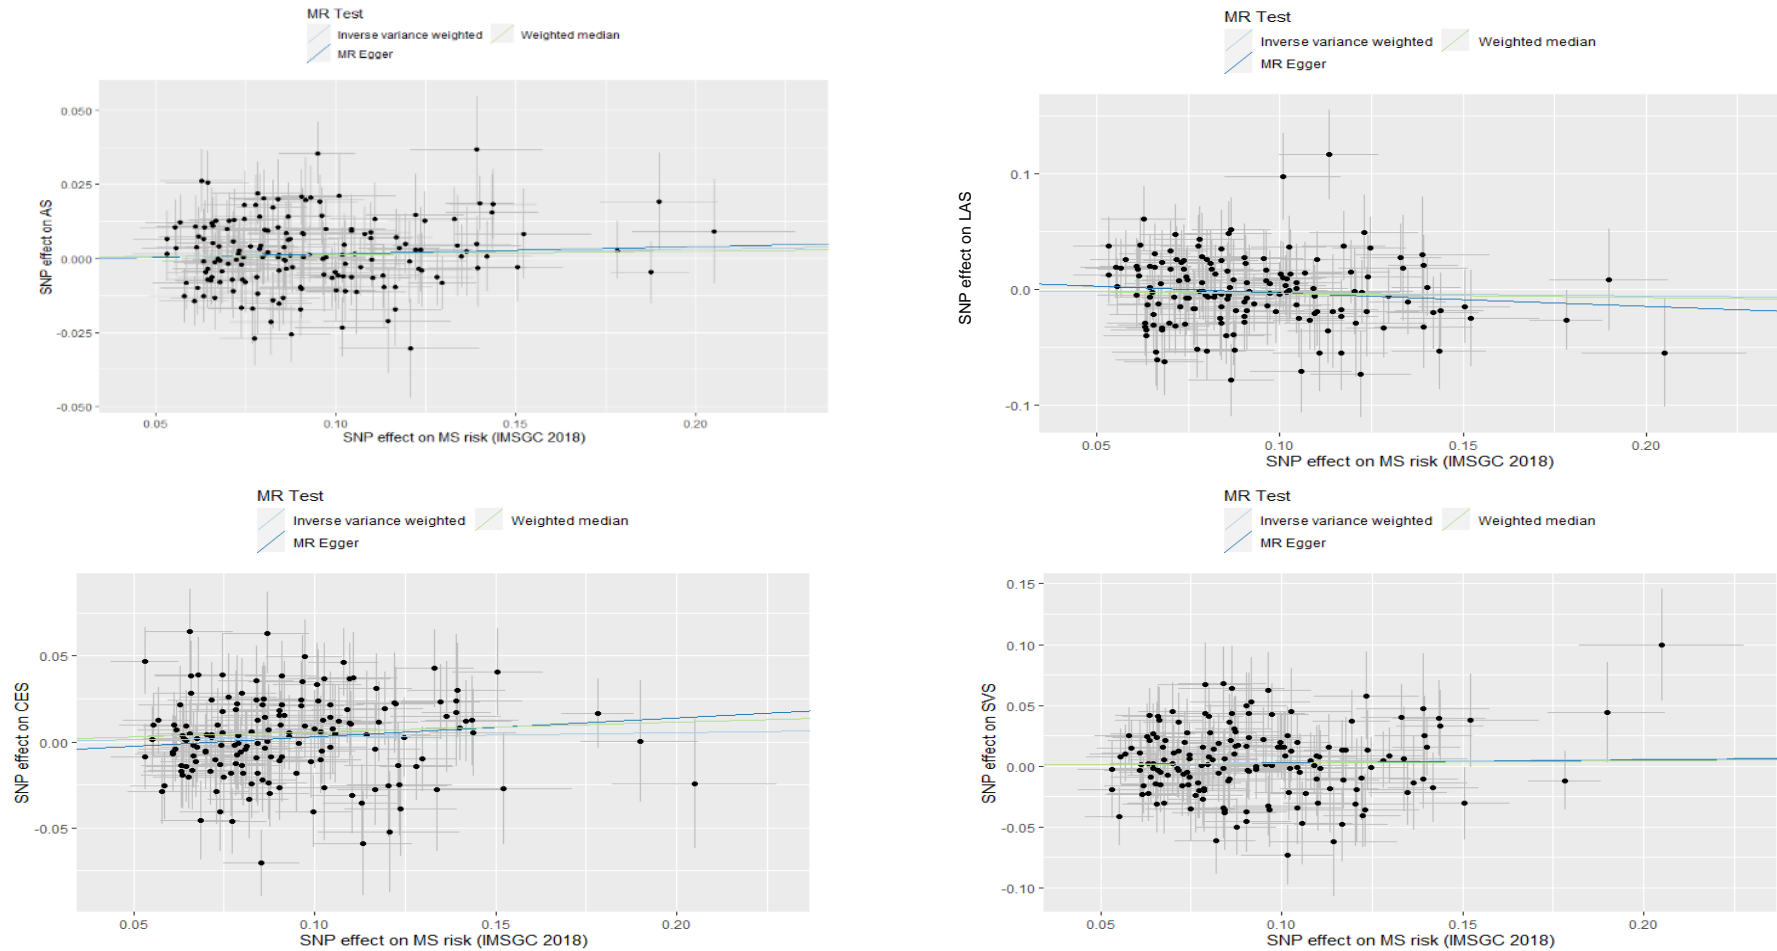 MR Test
Inverse variance weighted Weighted median
MR Egger
0.050
0.025
0.000
-0.025
-0.050
SNP effect on AS
0.05 0.10 0.15 0.20
SNP effect on MS risk (IMSGC 2018)
MR Test
Inverse variance weighted Weighted median
MR Egger
0.1
0.0
-0.1
SNP effect on LAS
0.05 0.10 0.15 0.20
SNP effect on MS risk (IMSGC 2018)
MR Test
Inverse variance weighted Weighted median
MR Egger
0.05
0.00
-0.05
SNP effect on CES
0.05 0.10 0.15 0.20
SNP effect on MS risk (IMSGC 2018)
MR Test
Inverse variance weighted Weighted median
MR Egger
0.15
0.10
0.05
0.00
-0.05
-0.10
SNP effect on SVS
0.05 0.10 0.15 0.20
SNP effect on MS risk (IMSGC 2018)